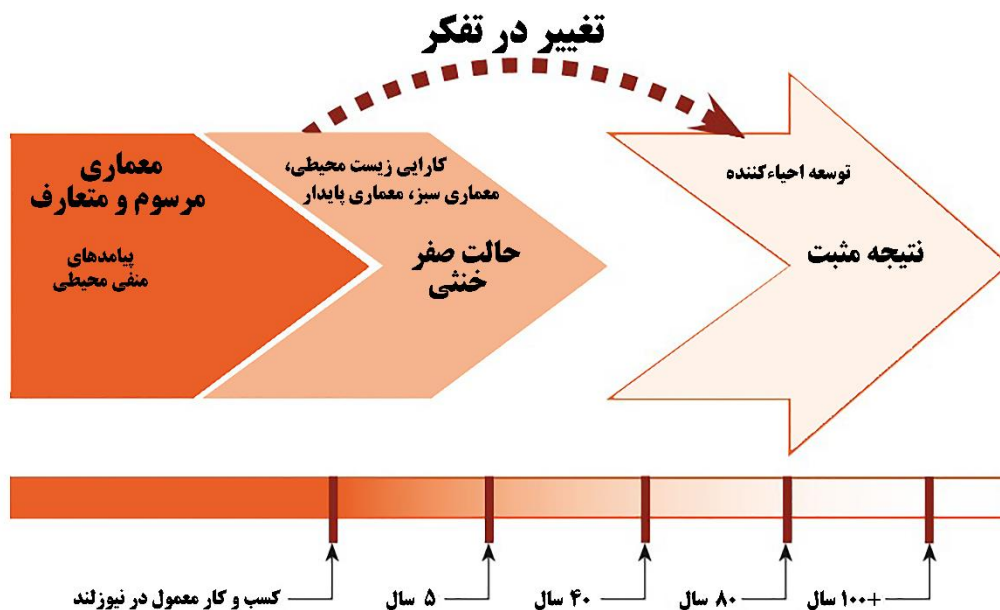 تغییر در تفکر
معماری
مرسوم و متعارف
پیامدهای
منفی محیطی
کارایی زیست محیطی،
معماری سبز، معماری پایدار
حالت صفر
خنثی
توسعه احیاءکننده
نتیجه مثبت
کسب و کار معمول در نیوزلند
۵ سال
۴۰ سال
۸۰ سال
+۱۰۰ سال